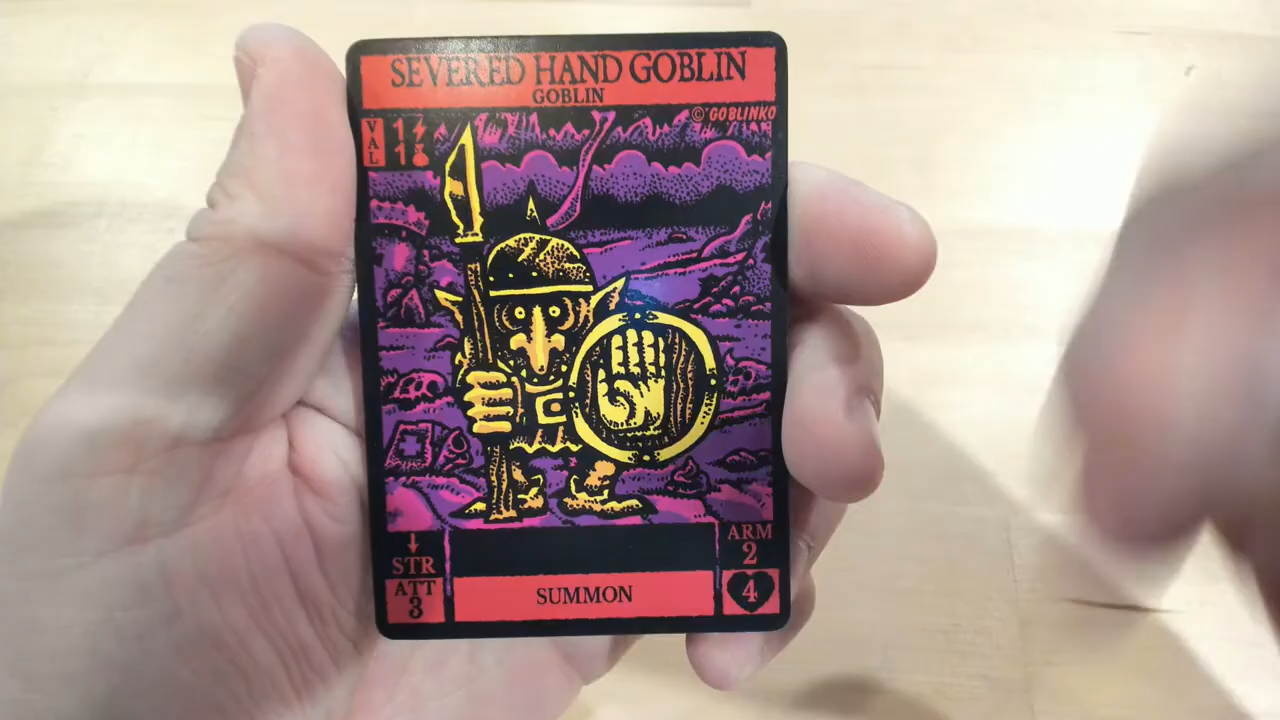 SEVERED HAND GOBLIN
GOBLIN
© GOBLINKO
VAL 1
1
STR
ATT
3
SUMMON
ARM
2
4